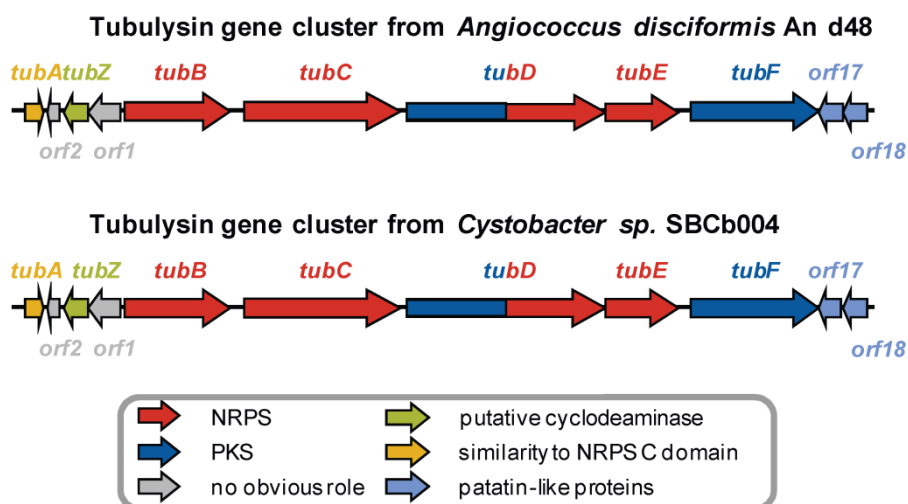 Tubulysin gene cluster from Angiococcus disciformis An d48
tubA tubZ tubB tubC tubD tubE tubF orf17
orf2 orf1 orf18
Tubulysin gene cluster from Cystobacter sp. SBCb004
tubA tubZ tubB tubC tubD tubE tubF orf17
orf2 orf1 orf18
NRPS putative cyclodeaminase
PKS similarity to NRPS C domain
no obvious role patatin-like proteins